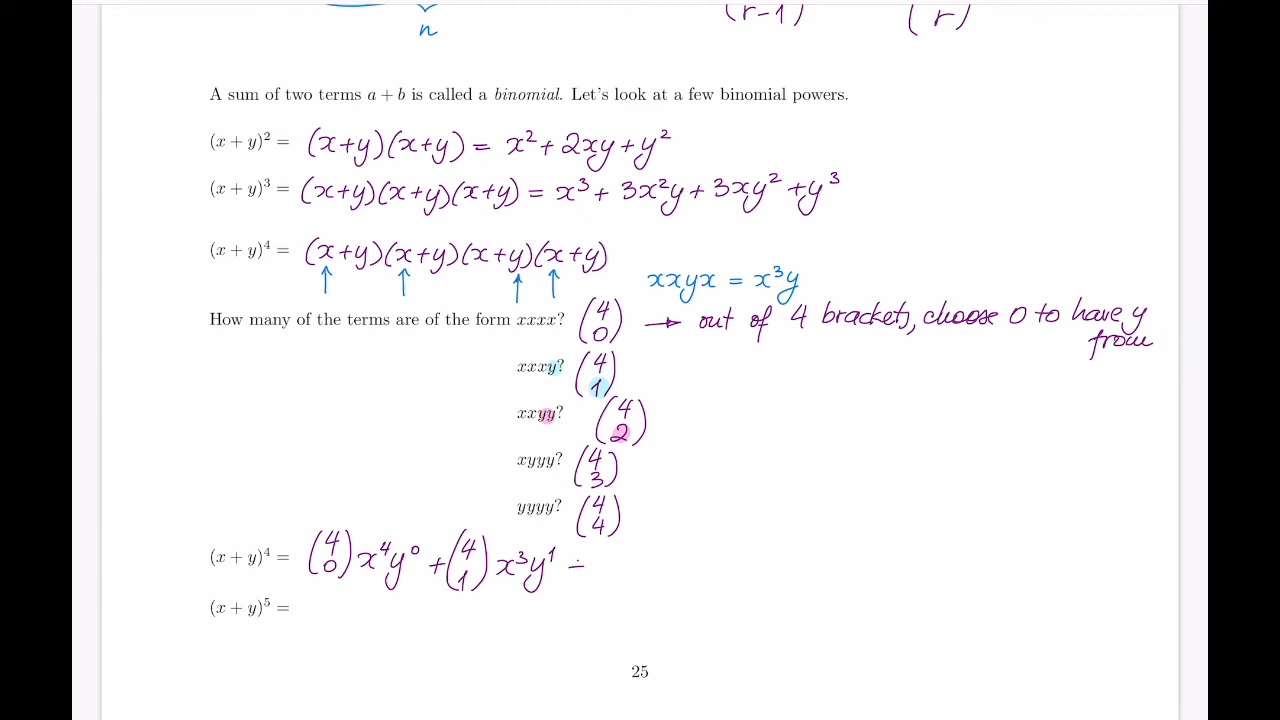 n (r-1) (r)
A sum of two terms a + b is called a binomial. Let's look at a few binomial powers.
(x + y)² = (x+y)(x+y) = x² + 2xy + y²
(x + y)³ = (x+y)(x+y)(x+y) = x³ + 3x²y + 3xy² + y³
(x + y)⁴ = (x+y)(x+y)(x+y)(x+y)
↑ ↑ ↑ ↑ xxyx = x³y
How many of the terms are of the form xxxx? (4 0) → out of 4 brackets, choose 0 to have y
from
xxxy? (4 1)
xxyy? (4 2)
xyyy? (4 3)
yyyy? (4 4)
(x + y)⁴ = (4 0) x⁴y⁰ + (4 1) x³y¹ -
(x + y)⁵ =
25